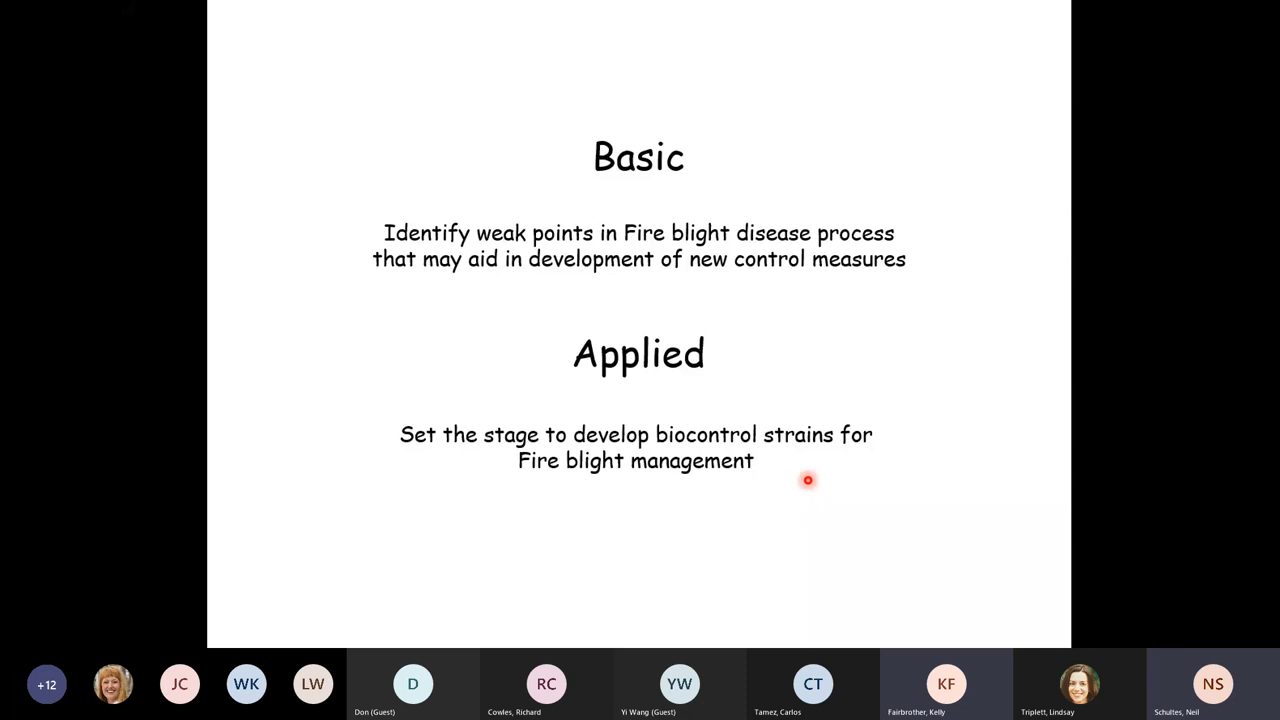 Basic
Identify weak points in Fire blight disease process
that may aid in development of new control measures
Applied
Set the stage to develop biocontrol strains for
Fire blight management
+12
JC
WK
LW
D
RC
YW
CT
KF
NS
Don (Guest)
Cowles, Richard
Yi Wang (Guest)
Tamez, Carlos
Fairbrother, Kelly
Triplett, Lindsay
Schultes, Neil